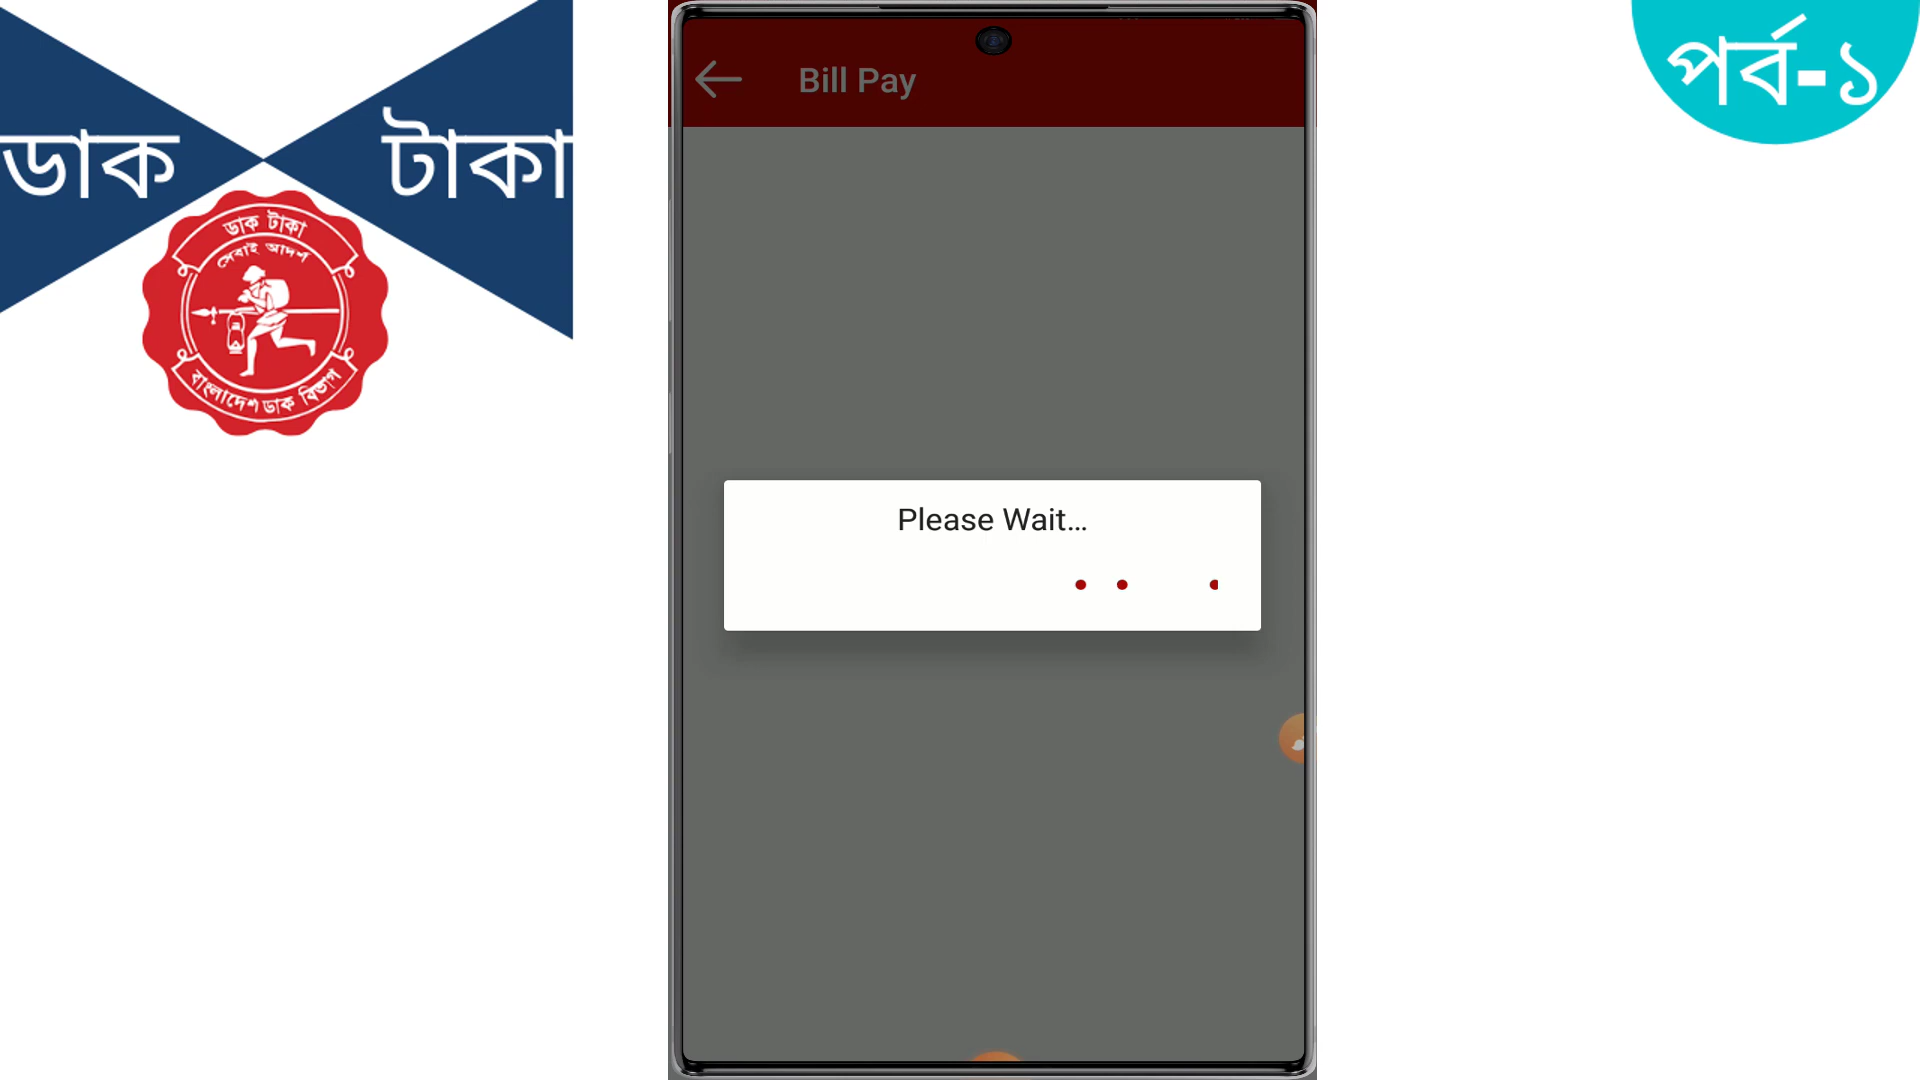 ডাক টাকা
ডাক টাকা
সেবাই আদর্শ
বাংলাদেশ ডাক বিভাগ
Bill Pay
Please Wait...
পর্ব-১